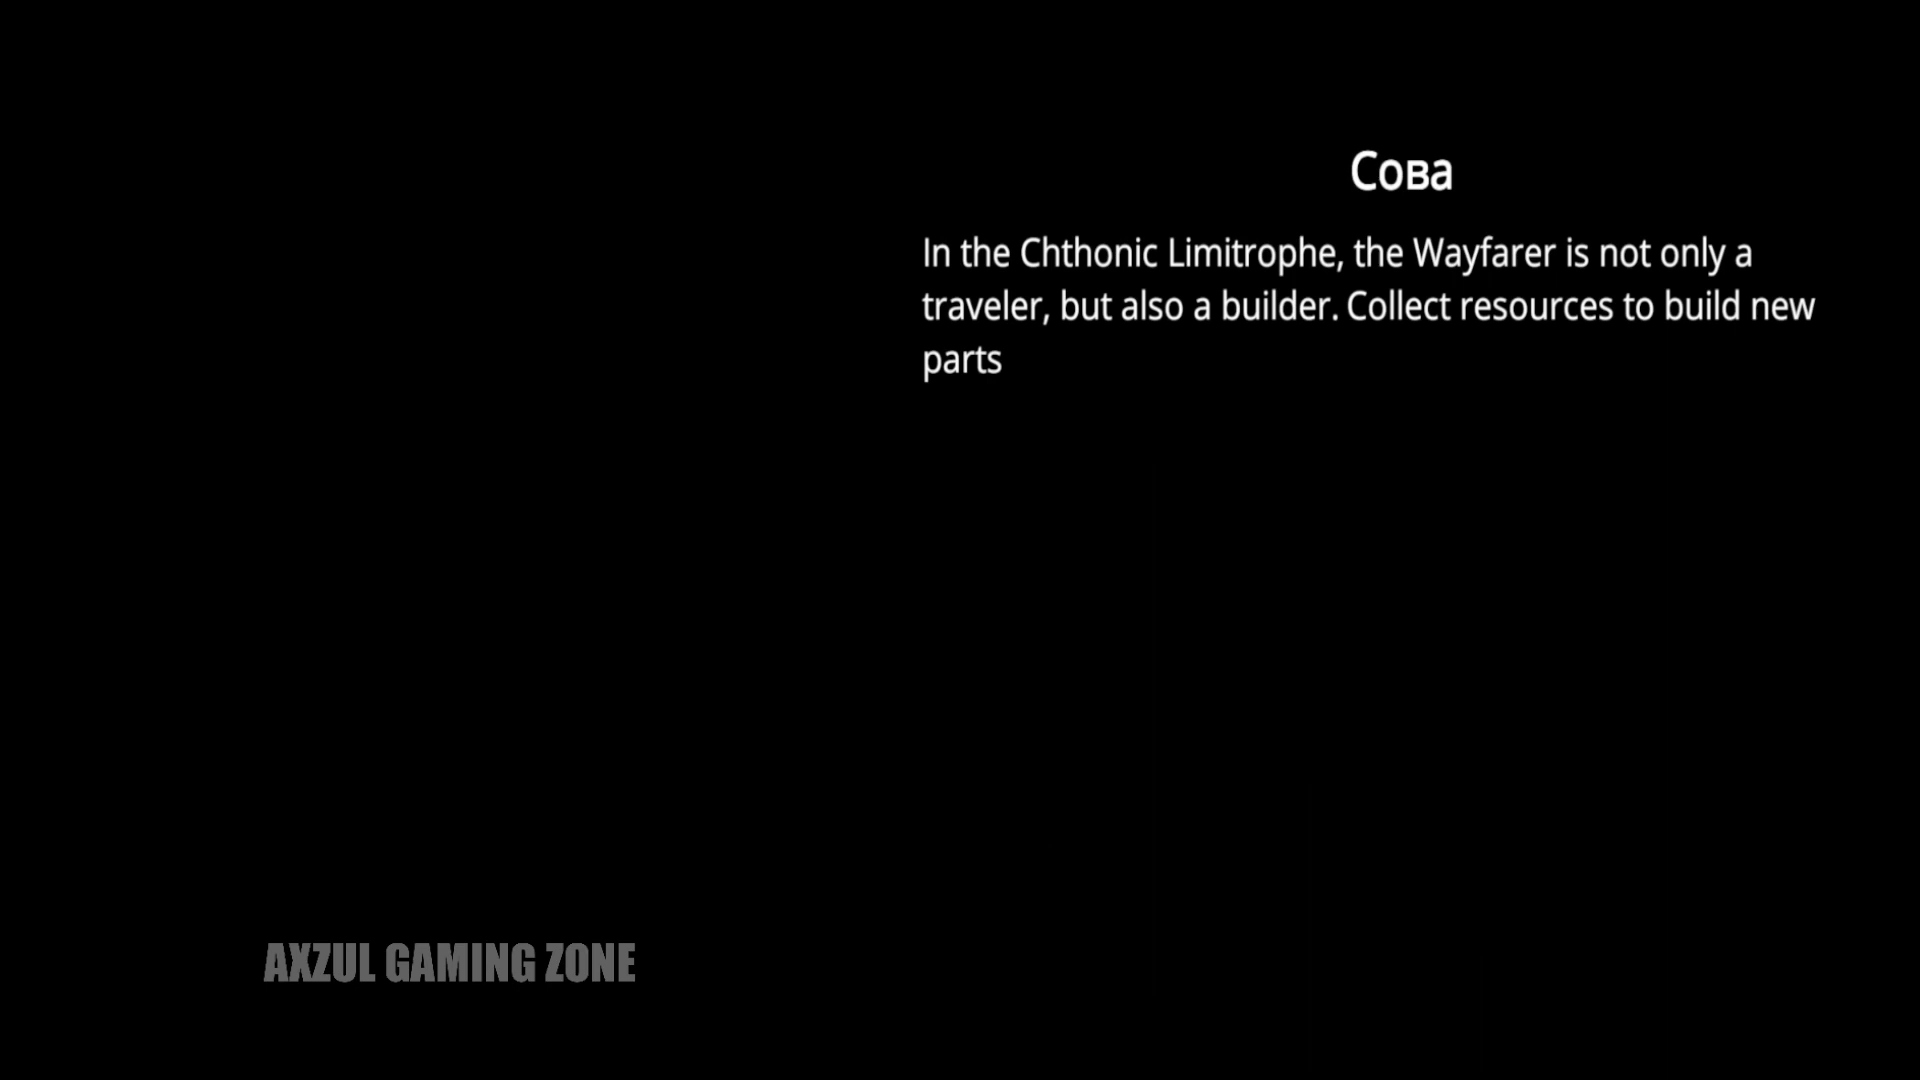 Сова
In the Chthonic Limitrophe, the Wayfarer is not only a
traveler, but also a builder. Collect resources to build new
parts
AXZUL GAMING ZONE